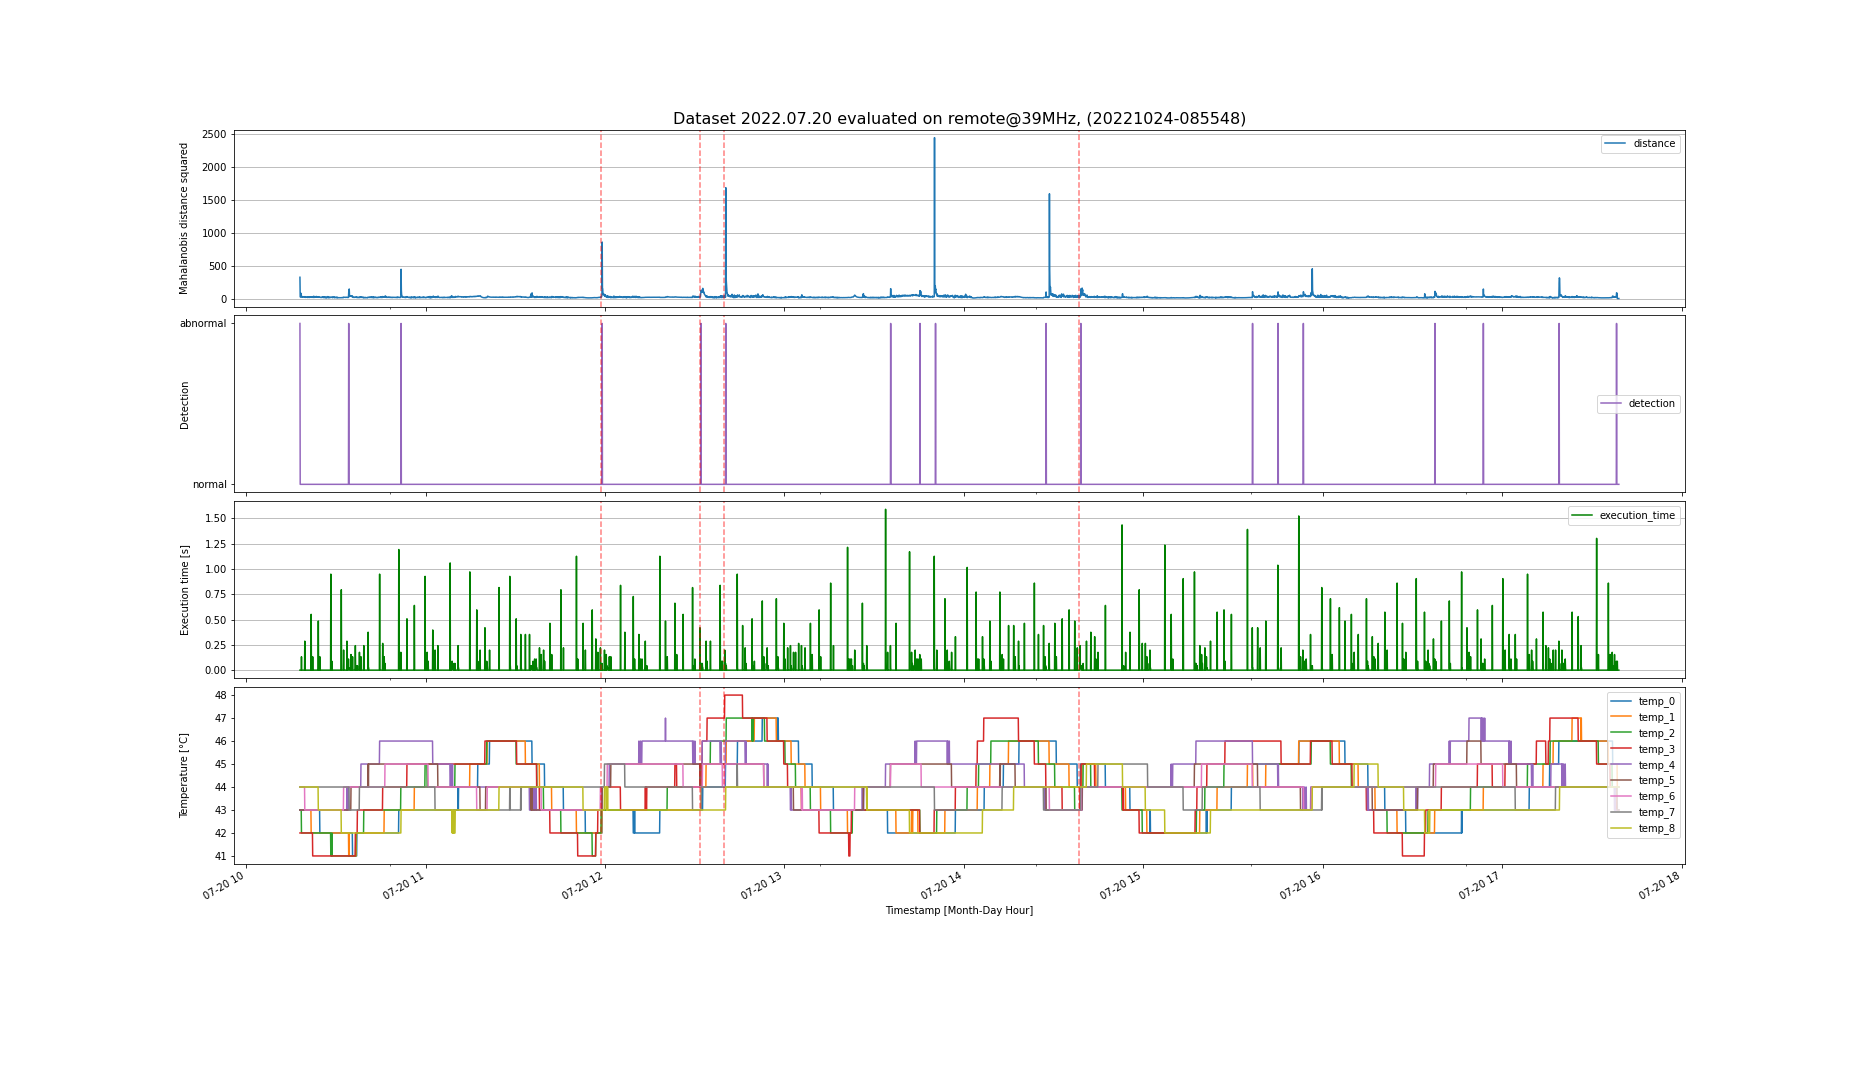 Dataset 2022.07.20 evaluated on remote@39MHz, (20221024-085548)
Mahalanobis distance squared
2500
2000
1500
1000
500
0
distance
Detection
abnormal
normal
detection
Execution time [s]
1.50
1.25
1.00
0.75
0.50
0.25
0.00
execution_time
Temperature [°C]
48
47
46
45
44
43
42
41
temp_0
temp_1
temp_2
temp_3
temp_4
temp_5
temp_6
temp_7
temp_8
07-20 10
07-20 11
07-20 12
07-20 13
07-20 14
07-20 15
07-20 16
07-20 17
07-20 18
Timestamp [Month-Day Hour]